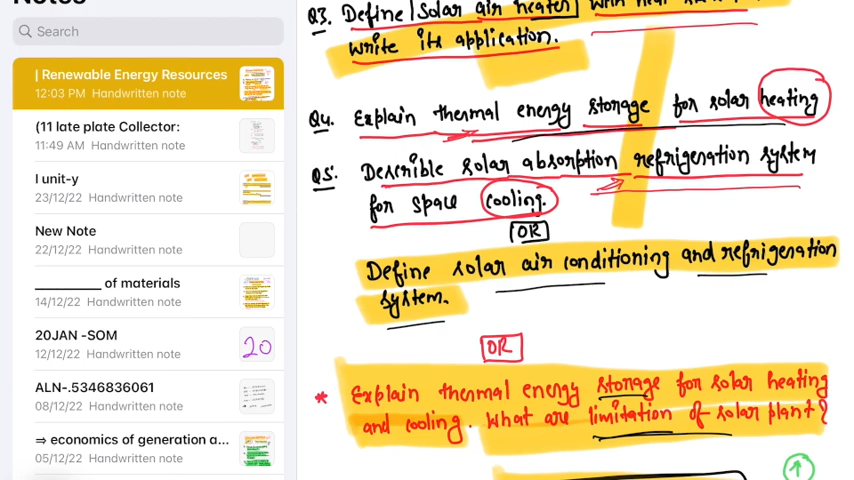 Search
| Renewable Energy Resources
12:03 PM Handwritten note
(11 late plate Collector:
11:49 AM Handwritten note
I unit-y
23/12/22 Handwritten note
New Note
22/12/22 Handwritten note
__________ of materials
14/12/22 Handwritten note
20JAN -SOM
12/12/22 Handwritten note
20
ALN-.5346836061
08/12/22 Handwritten note
⇒ economics of generation a...
05/12/22 Handwritten note
Q3. Define solar air heater with
write its application.
Q4. Explain thermal energy storage for solar heating
Q5. Describle solar absorption refrigeration system
for space cooling.
OR
Define solar air conditioning and refrigeration
system.
OR
* Explain thermal energy storage for solar heating
and cooling. What are limitation of solar plant?